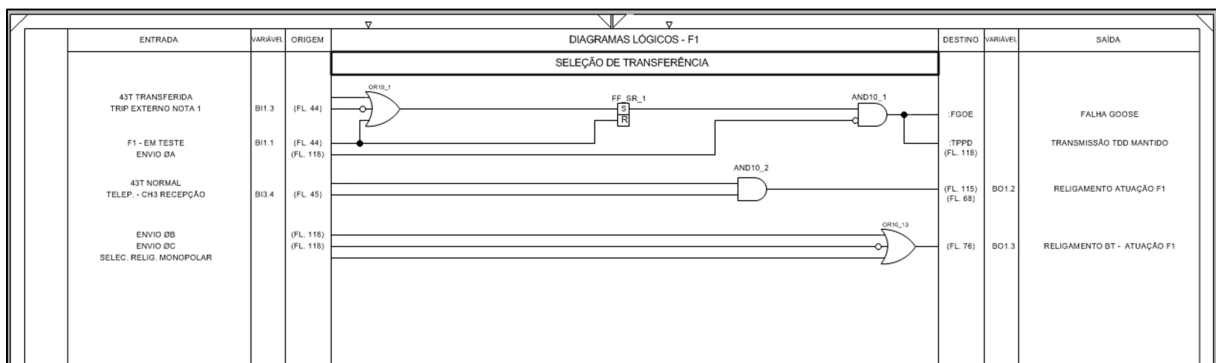 ENTRADA VARIÁVEL ORIGEM DIAGRAMAS LÓGICOS - F1 DESTINO VARIÁVEL SAÍDA
SELEÇÃO DE TRANSFERÊNCIA
43T TRANSFERIDA OR10_1
FF_SR_1 AND10_1
TRIP EXTERNO NOTA 1 BI1.3 (FL. 44) S
:FGOE FALHA GOOSE
R
F1 - EM TESTE BI1.1 (FL. 44) :TPPD TRANSMISSÃO TDD MANTIDO
ENVIO ØA (FL. 118) (FL. 118)
AND10_2
43T NORMAL
TELEP. - CH3 RECEPÇÃO BI3.4 (FL. 45) (FL. 115) BO1.2 RELIGAMENTO ATUAÇÃO F1
(FL. 68)
OR10_13
ENVIO ØB (FL. 118)
ENVIO ØC (FL. 118) (FL. 76) BO1.3 RELIGAMENTO BT - ATUAÇÃO F1
SELEC. RELIG. MONOPOLAR